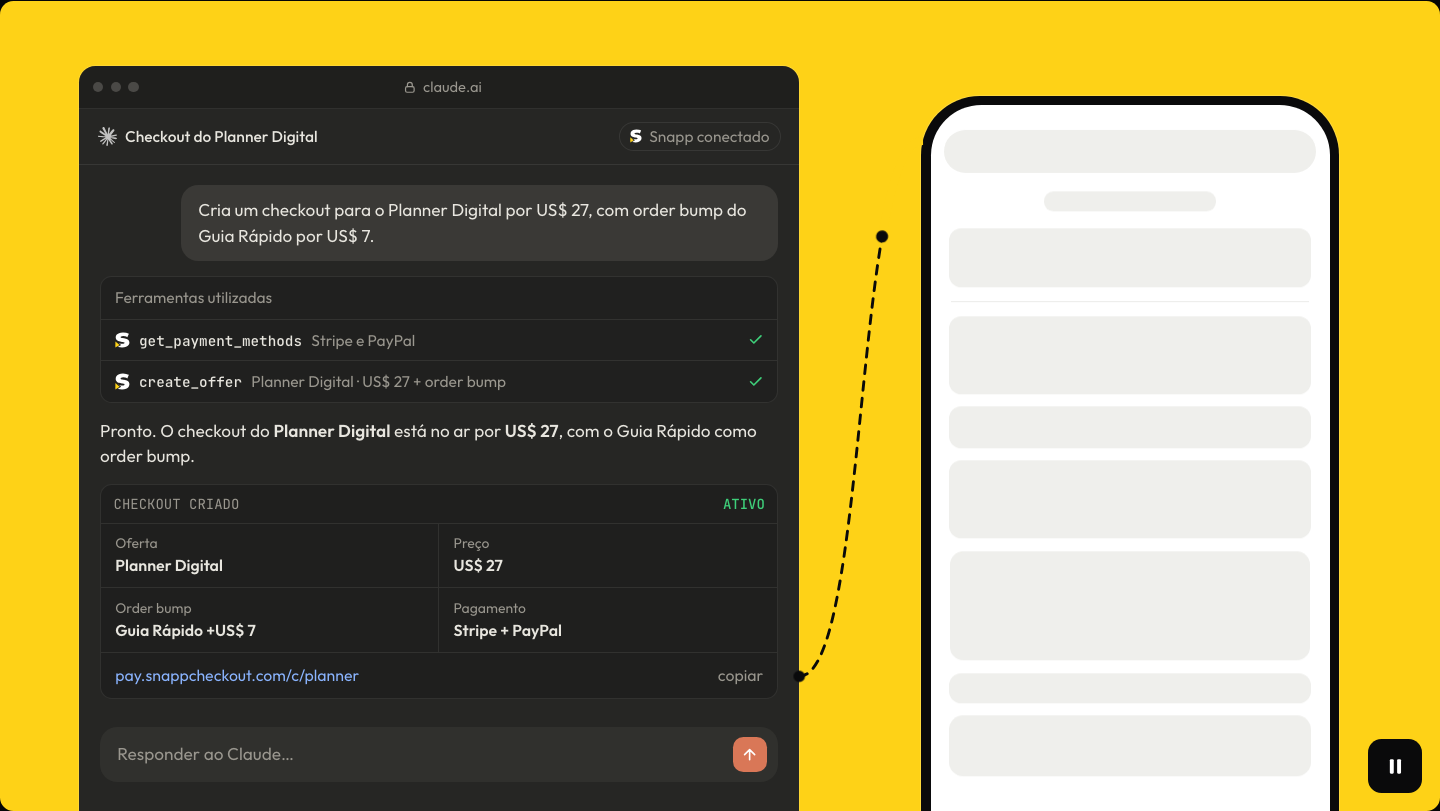 claude.ai
Checkout do Planner Digital
Snapp conectado
Cria um checkout para o Planner Digital por US$ 27, com order bump do
Guia Rápido por US$ 7.
Ferramentas utilizadas
get_payment_methods Stripe e PayPal
create_offer Planner Digital · US$ 27 + order bump
Pronto. O checkout do Planner Digital está no ar por US$ 27, com o Guia Rápido como
order bump.
CHECKOUT CRIADO
ATIVO
Oferta
Planner Digital
Preço
US$ 27
Order bump
Guia Rápido +US$ 7
Pagamento
Stripe + PayPal
pay.snappcheckout.com/c/planner
copiar
Responder ao Claude…